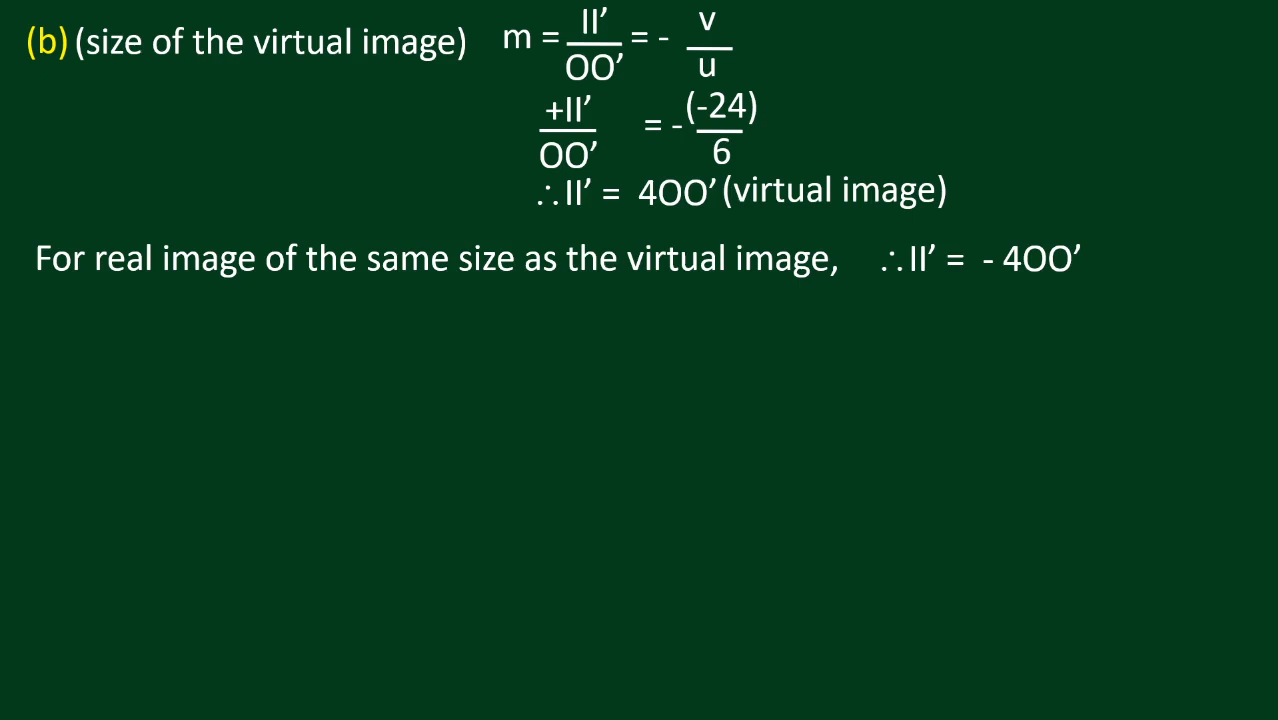 (b) (size of the virtual image) m = II’/OO’ = - v/u
+II’/OO’ = - (-24)/6
∴II’ = 4OO’ (virtual image)
For real image of the same size as the virtual image, ∴II’ = - 4OO’